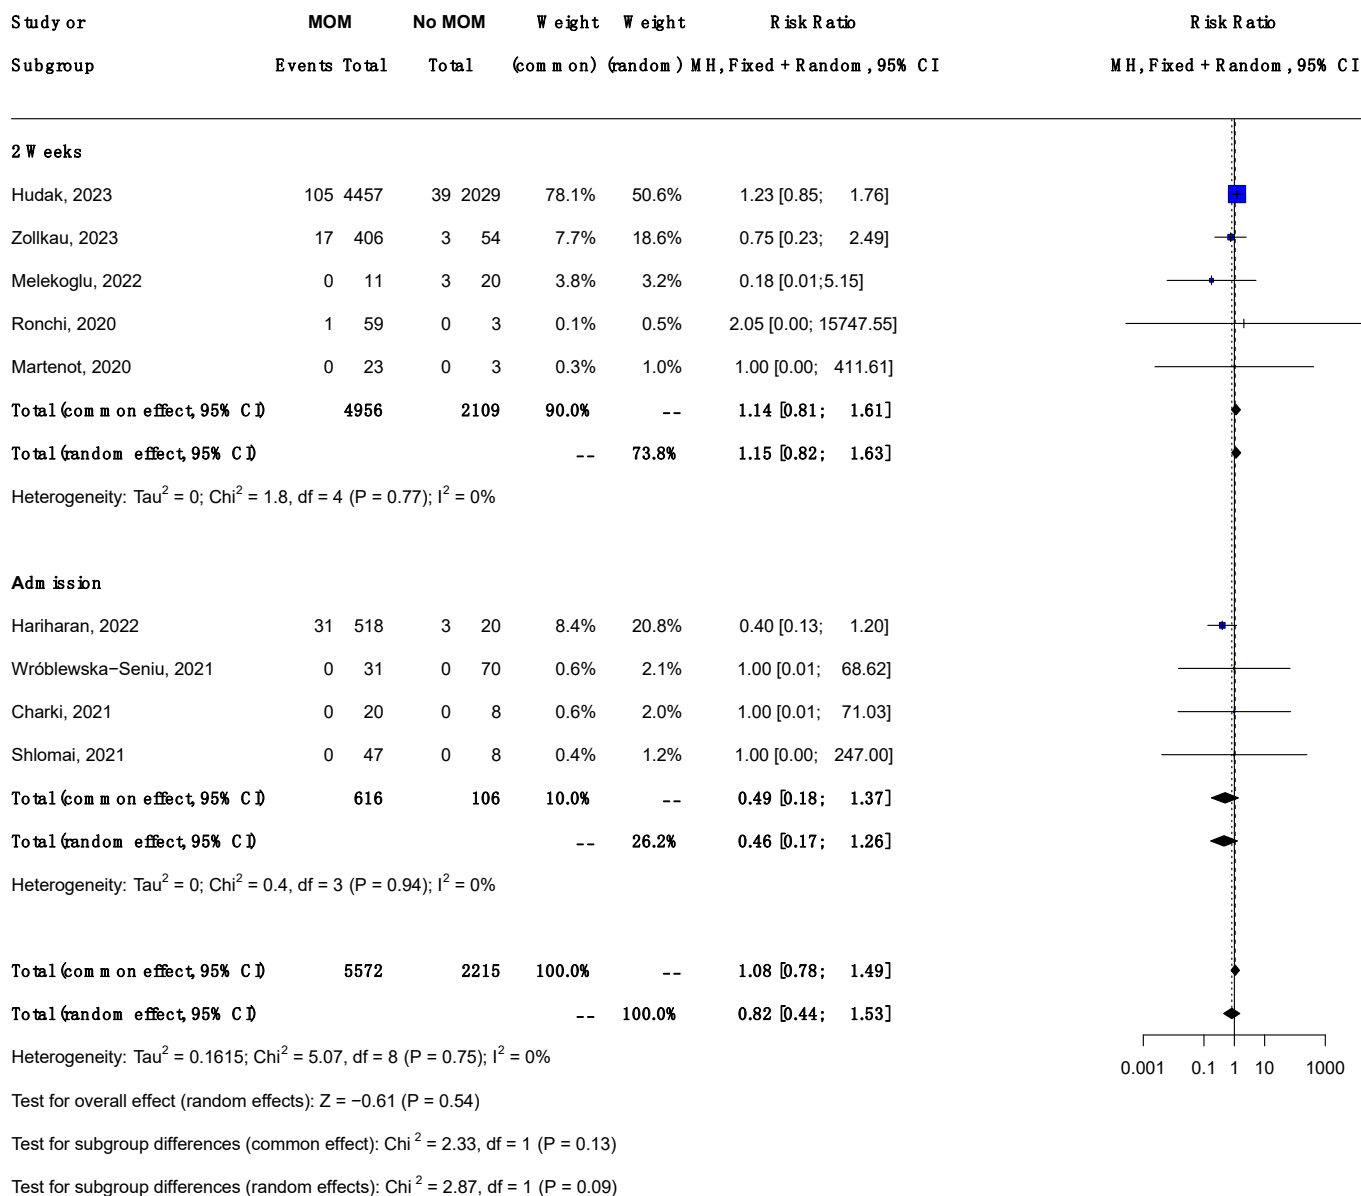 Study or MOM No MOM Weight Weight Risk Ratio Risk Ratio
Subgroup Events Total Total (common) (random) MH, Fixed + Random, 95% CI MH, Fixed + Random, 95% CI
2 Weeks
Hudak, 2023 105 4457 39 2029 78.1% 50.6% 1.23 [0.85; 1.76]
Zollkau, 2023 17 406 3 54 7.7% 18.6% 0.75 [0.23; 2.49]
Melekoglu, 2022 0 11 3 20 3.8% 3.2% 0.18 [0.01;5.15]
Ronchi, 2020 1 59 0 3 0.1% 0.5% 2.05 [0.00; 15747.55]
Martenot, 2020 0 23 0 3 0.3% 1.0% 1.00 [0.00; 411.61]
Total (common effect, 95% CI) 4956 2109 90.0% -- 1.14 [0.81; 1.61]
Total (random effect, 95% CI) -- 73.8% 1.15 [0.82; 1.63]
Heterogeneity: Tau² = 0; Chi² = 1.8, df = 4 (P = 0.77); I² = 0%
Admission
Hariharan, 2022 31 518 3 20 8.4% 20.8% 0.40 [0.13; 1.20]
Wróblewska−Seniu, 2021 0 31 0 70 0.6% 2.1% 1.00 [0.01; 68.62]
Charki, 2021 0 20 0 8 0.6% 2.0% 1.00 [0.01; 71.03]
Shlomai, 2021 0 47 0 8 0.4% 1.2% 1.00 [0.00; 247.00]
Total (common effect, 95% CI) 616 106 10.0% -- 0.49 [0.18; 1.37]
Total (random effect, 95% CI) -- 26.2% 0.46 [0.17; 1.26]
Heterogeneity: Tau² = 0; Chi² = 0.4, df = 3 (P = 0.94); I² = 0%
Total (common effect, 95% CI) 5572 2215 100.0% -- 1.08 [0.78; 1.49]
Total (random effect, 95% CI) -- 100.0% 0.82 [0.44; 1.53]
Heterogeneity: Tau² = 0.1615; Chi² = 5.07, df = 8 (P = 0.75); I² = 0%
0.001 0.1 1 10 1000
Test for overall effect (random effects): Z = −0.61 (P = 0.54)
Test for subgroup differences (common effect): Chi² = 2.33, df = 1 (P = 0.13)
Test for subgroup differences (random effects): Chi² = 2.87, df = 1 (P = 0.09)